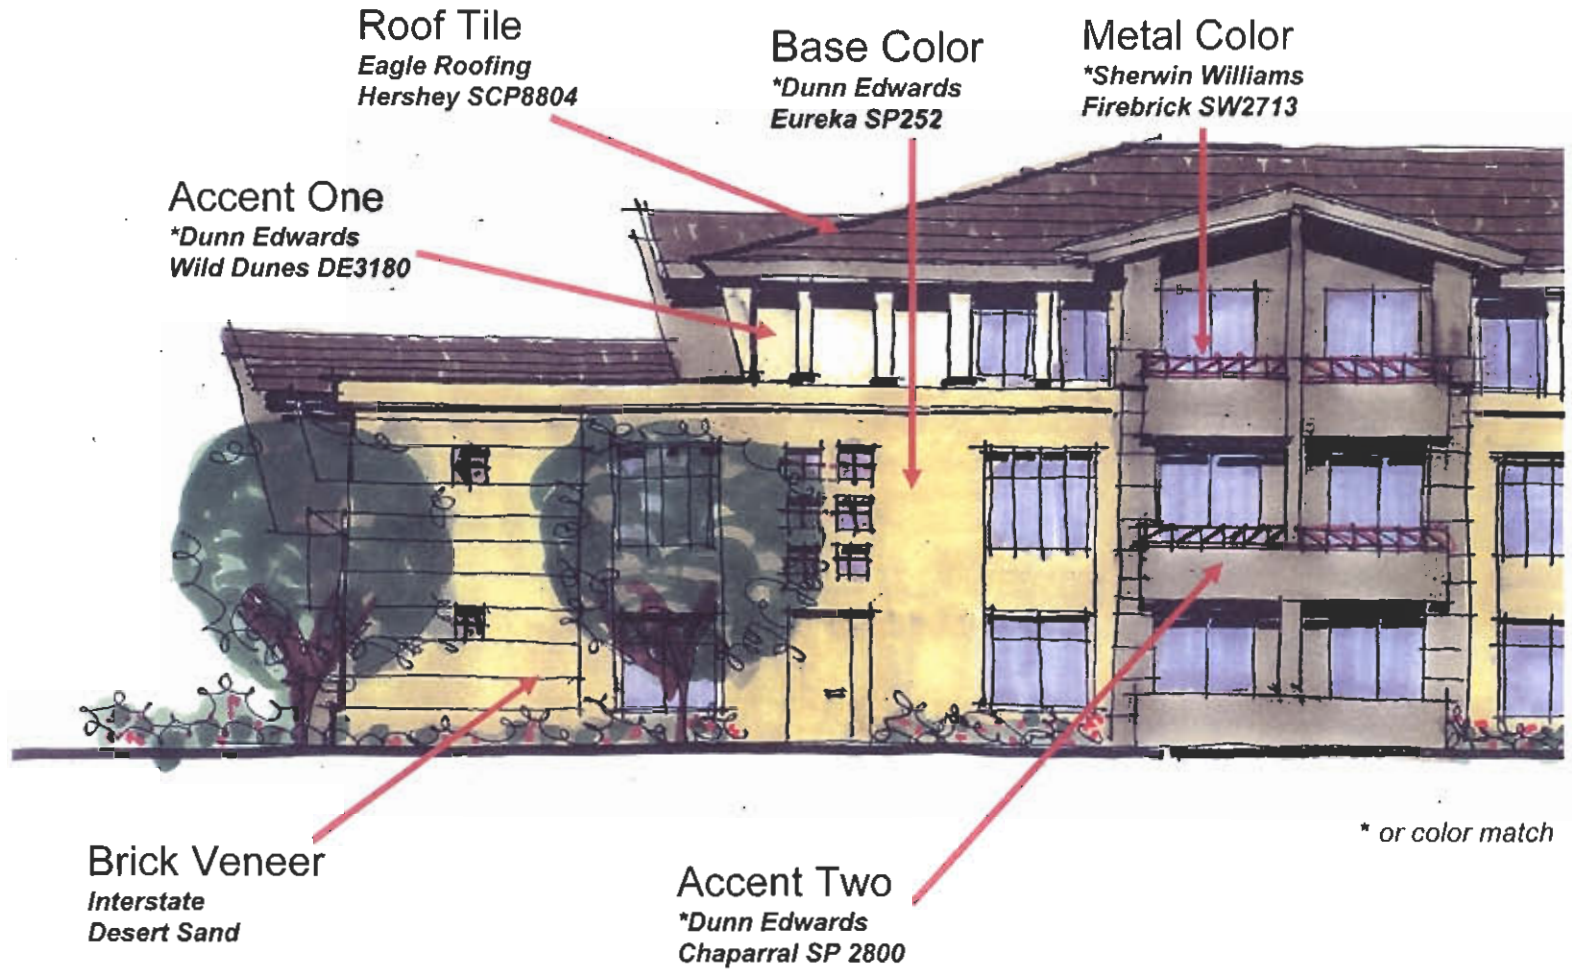 Roof Tile
Eagle Roofing
Hershey SCP8804
Base Color
*Dunn Edwards
Eureka SP252
Metal Color
*Sherwin Williams
Firebrick SW2713
Accent One
*Dunn Edwards
Wild Dunes DE3180
Brick Veneer
Interstate
Desert Sand
Accent Two
*Dunn Edwards
Chaparral SP 2800
* or color match